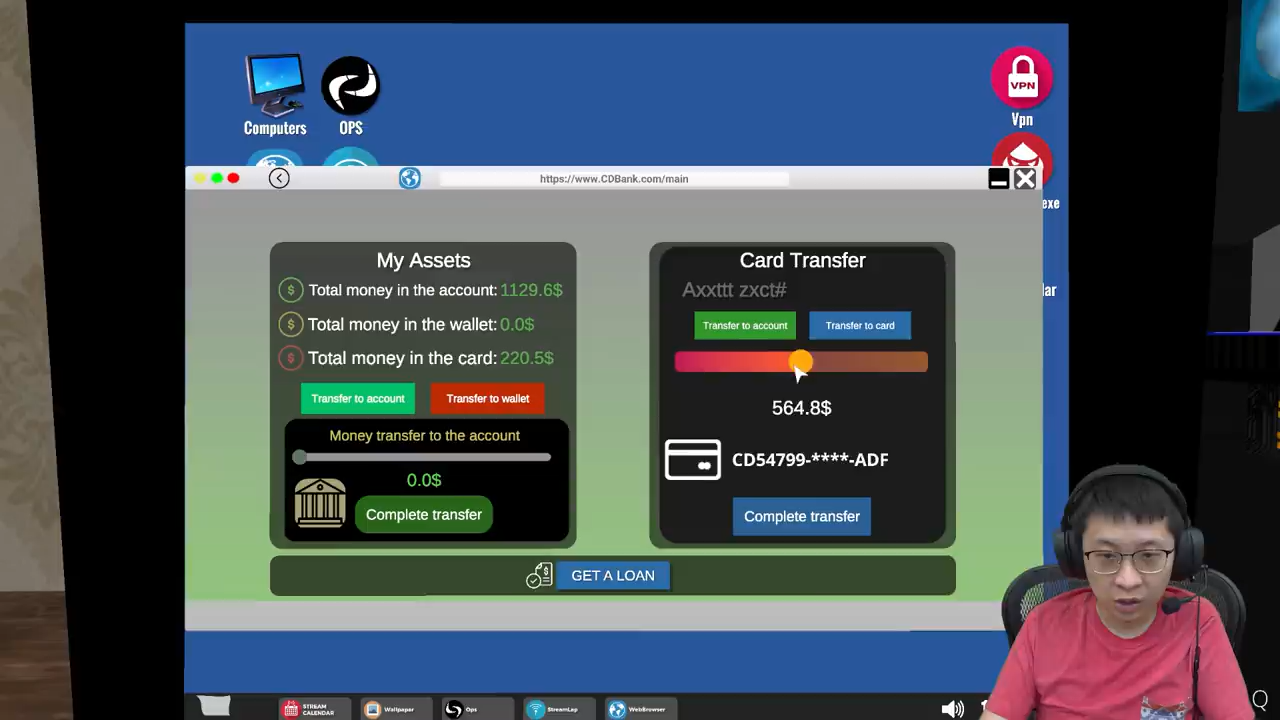 VPN
Computers
OPS
Vpn
exe
https://www.CDBank.com/main
My Assets
Total money in the account: 1129.6$
Total money in the wallet: 0.0$
Total money in the card: 220.5$
Transfer to account
Transfer to wallet
Money transfer to the account
0.0$
Complete transfer
Card Transfer
Axxttt zxct#
Transfer to account
Transfer to card
564.8$
CD54799-****-ADF
Complete transfer
lar
GET A LOAN
STREAM
CALENDAR
Wallpaper
Ops
StreamLap
WebBrowser
Q